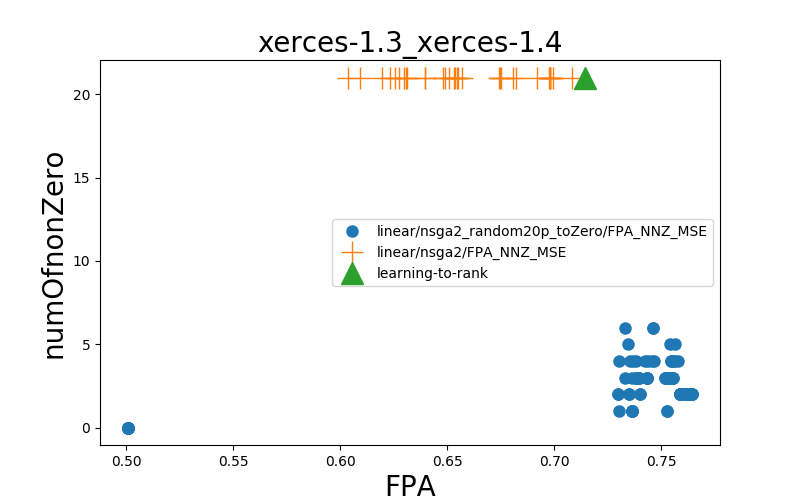 xerces-1.3_xerces-1.4
numOfnonZero
20
15
10
5
0
linear/nsga2_random20p_toZero/FPA_NNZ_MSE
linear/nsga2/FPA_NNZ_MSE
learning-to-rank
0.50 0.55 0.60 0.65 0.70 0.75
FPA